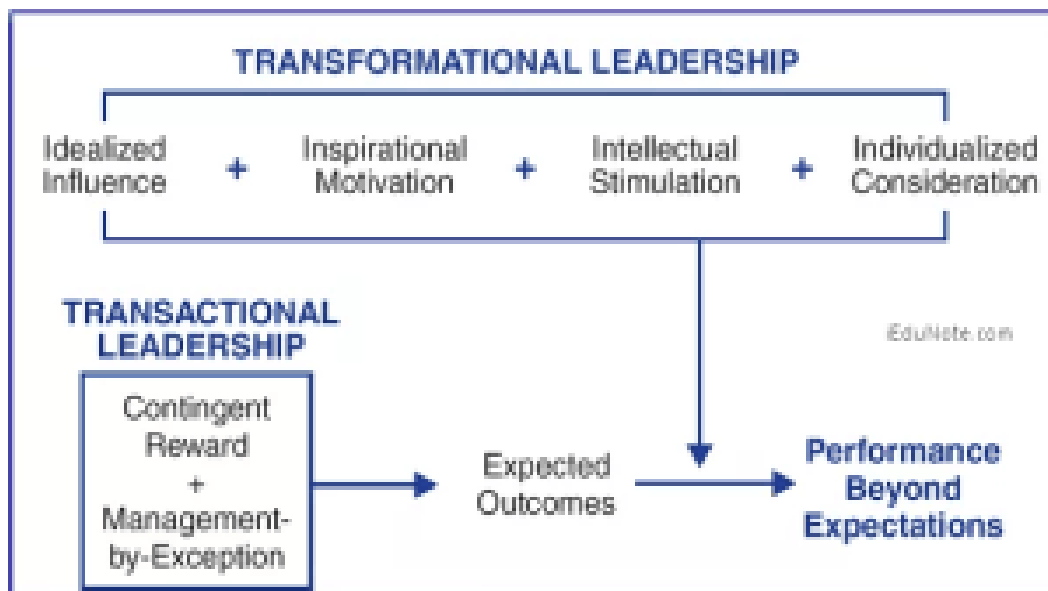 TRANSFORMATIONAL LEADERSHIP
Idealized
Influence
+
Inspirational
Motivation
+
Intellectual
Stimulation
+
Individualized
Consideration
TRANSACTIONAL
LEADERSHIP
iEduNote.com
Contingent
Reward
+
Management-
by-Exception
Expected
Outcomes
Performance
Beyond
Expectations